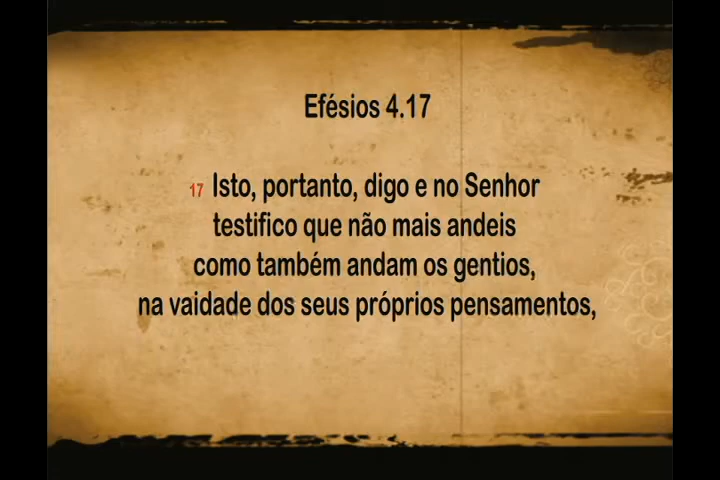 Efésios 4.17
17 Isto, portanto, digo e no Senhor
testifico que não mais andeis
como também andam os gentios,
na vaidade dos seus próprios pensamentos,